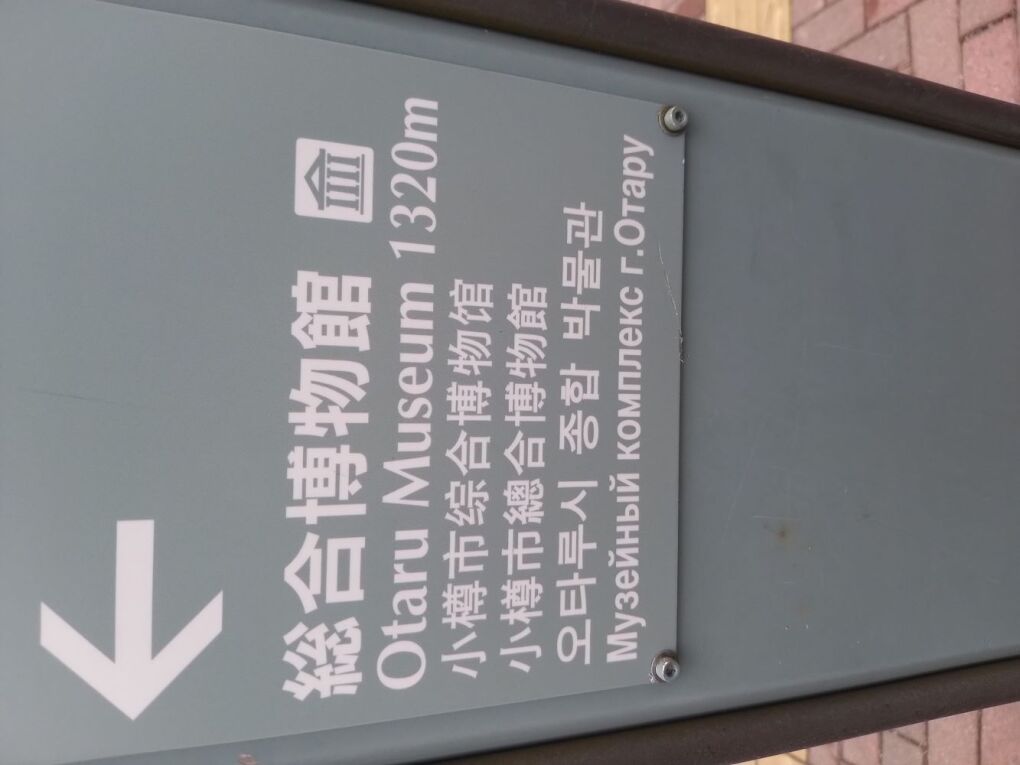 総合博物館
Otaru Museum 1320m
小樽市综合博物馆
小樽市總合博物館
오타루시 종합 박물관
Музейный комплекс г.Отару